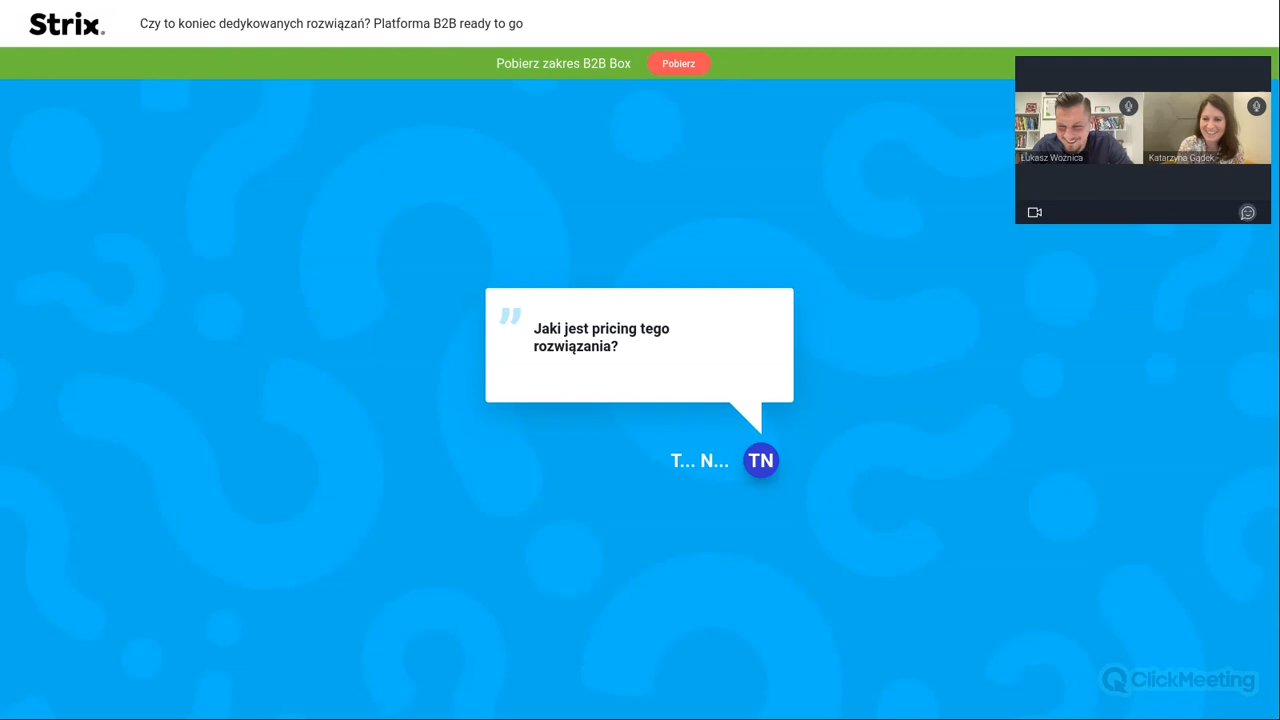 Strix
Czy to koniec dedykowanych rozwiązań? Platforma B2B ready to go
Pobierz zakres B2B Box
Pobierz
Łukasz Woźnica
Katarzyna Gądek
Jaki jest pricing tego
rozwiązania?
T... N...
TN
ClickMeeting